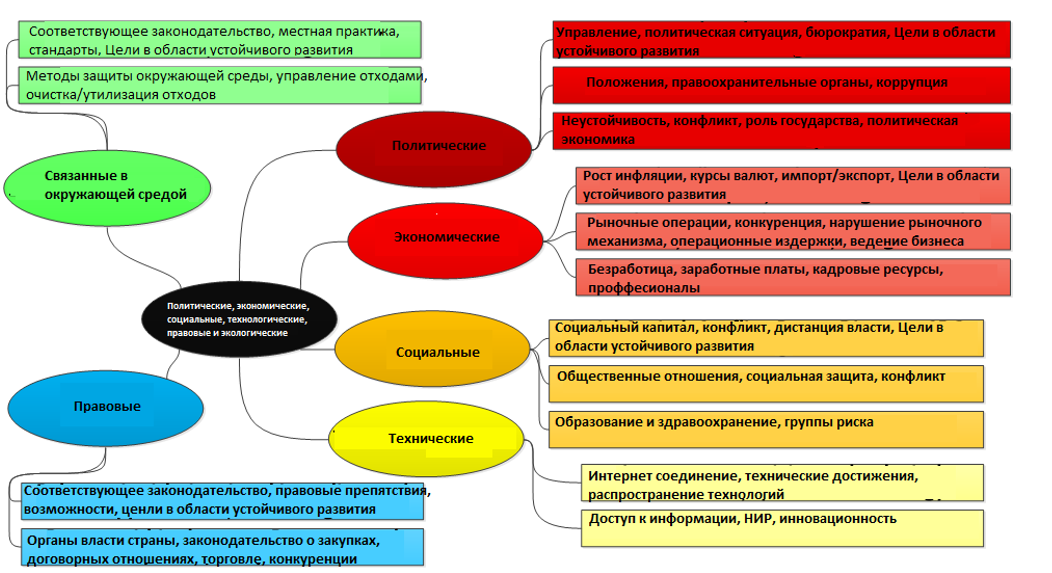 Соответствующее законодательство, местная практика,
стандарты, Цели в области устойчивого развития
Методы защиты окружающей среды, управление отходами,
очистка/утилизация отходов
Связанные в
окружающей средой
Политические, экономические,
социальные, технологические,
правовые и экологические
Правовые
Соответствующее законодательство, правовые препятствия,
возможности, ценли в области устойчивого развития
Органы власти страны, законодательство о закупках,
договорных отношениях, торговле, конкуренции
Политические
Управление, политическая ситуация, бюрократия, Цели в области
устойчивого развития
Положения, правоохранительные органы, коррупция
Неустойчивость, конфликт, роль государства, политическая
экономика
Экономические
Рост инфляции, курсы валют, импорт/экспорт, Цели в области
устойчивого развития
Рыночные операции, конкуренция, нарушение рыночного
механизма, операционные издержки, ведение бизнеса
Безработица, заработные платы, кадровые ресурсы,
проффесионалы
Социальные
Социальный капитал, конфликт, дистанция власти, Цели в
области устойчивого развития
Общественные отношения, социальная защита, конфликт
Образование и здравоохранение, группы риска
Технические
Интернет соединение, технические достижения,
распространение технологий
Доступ к информации, НИР, инновационность